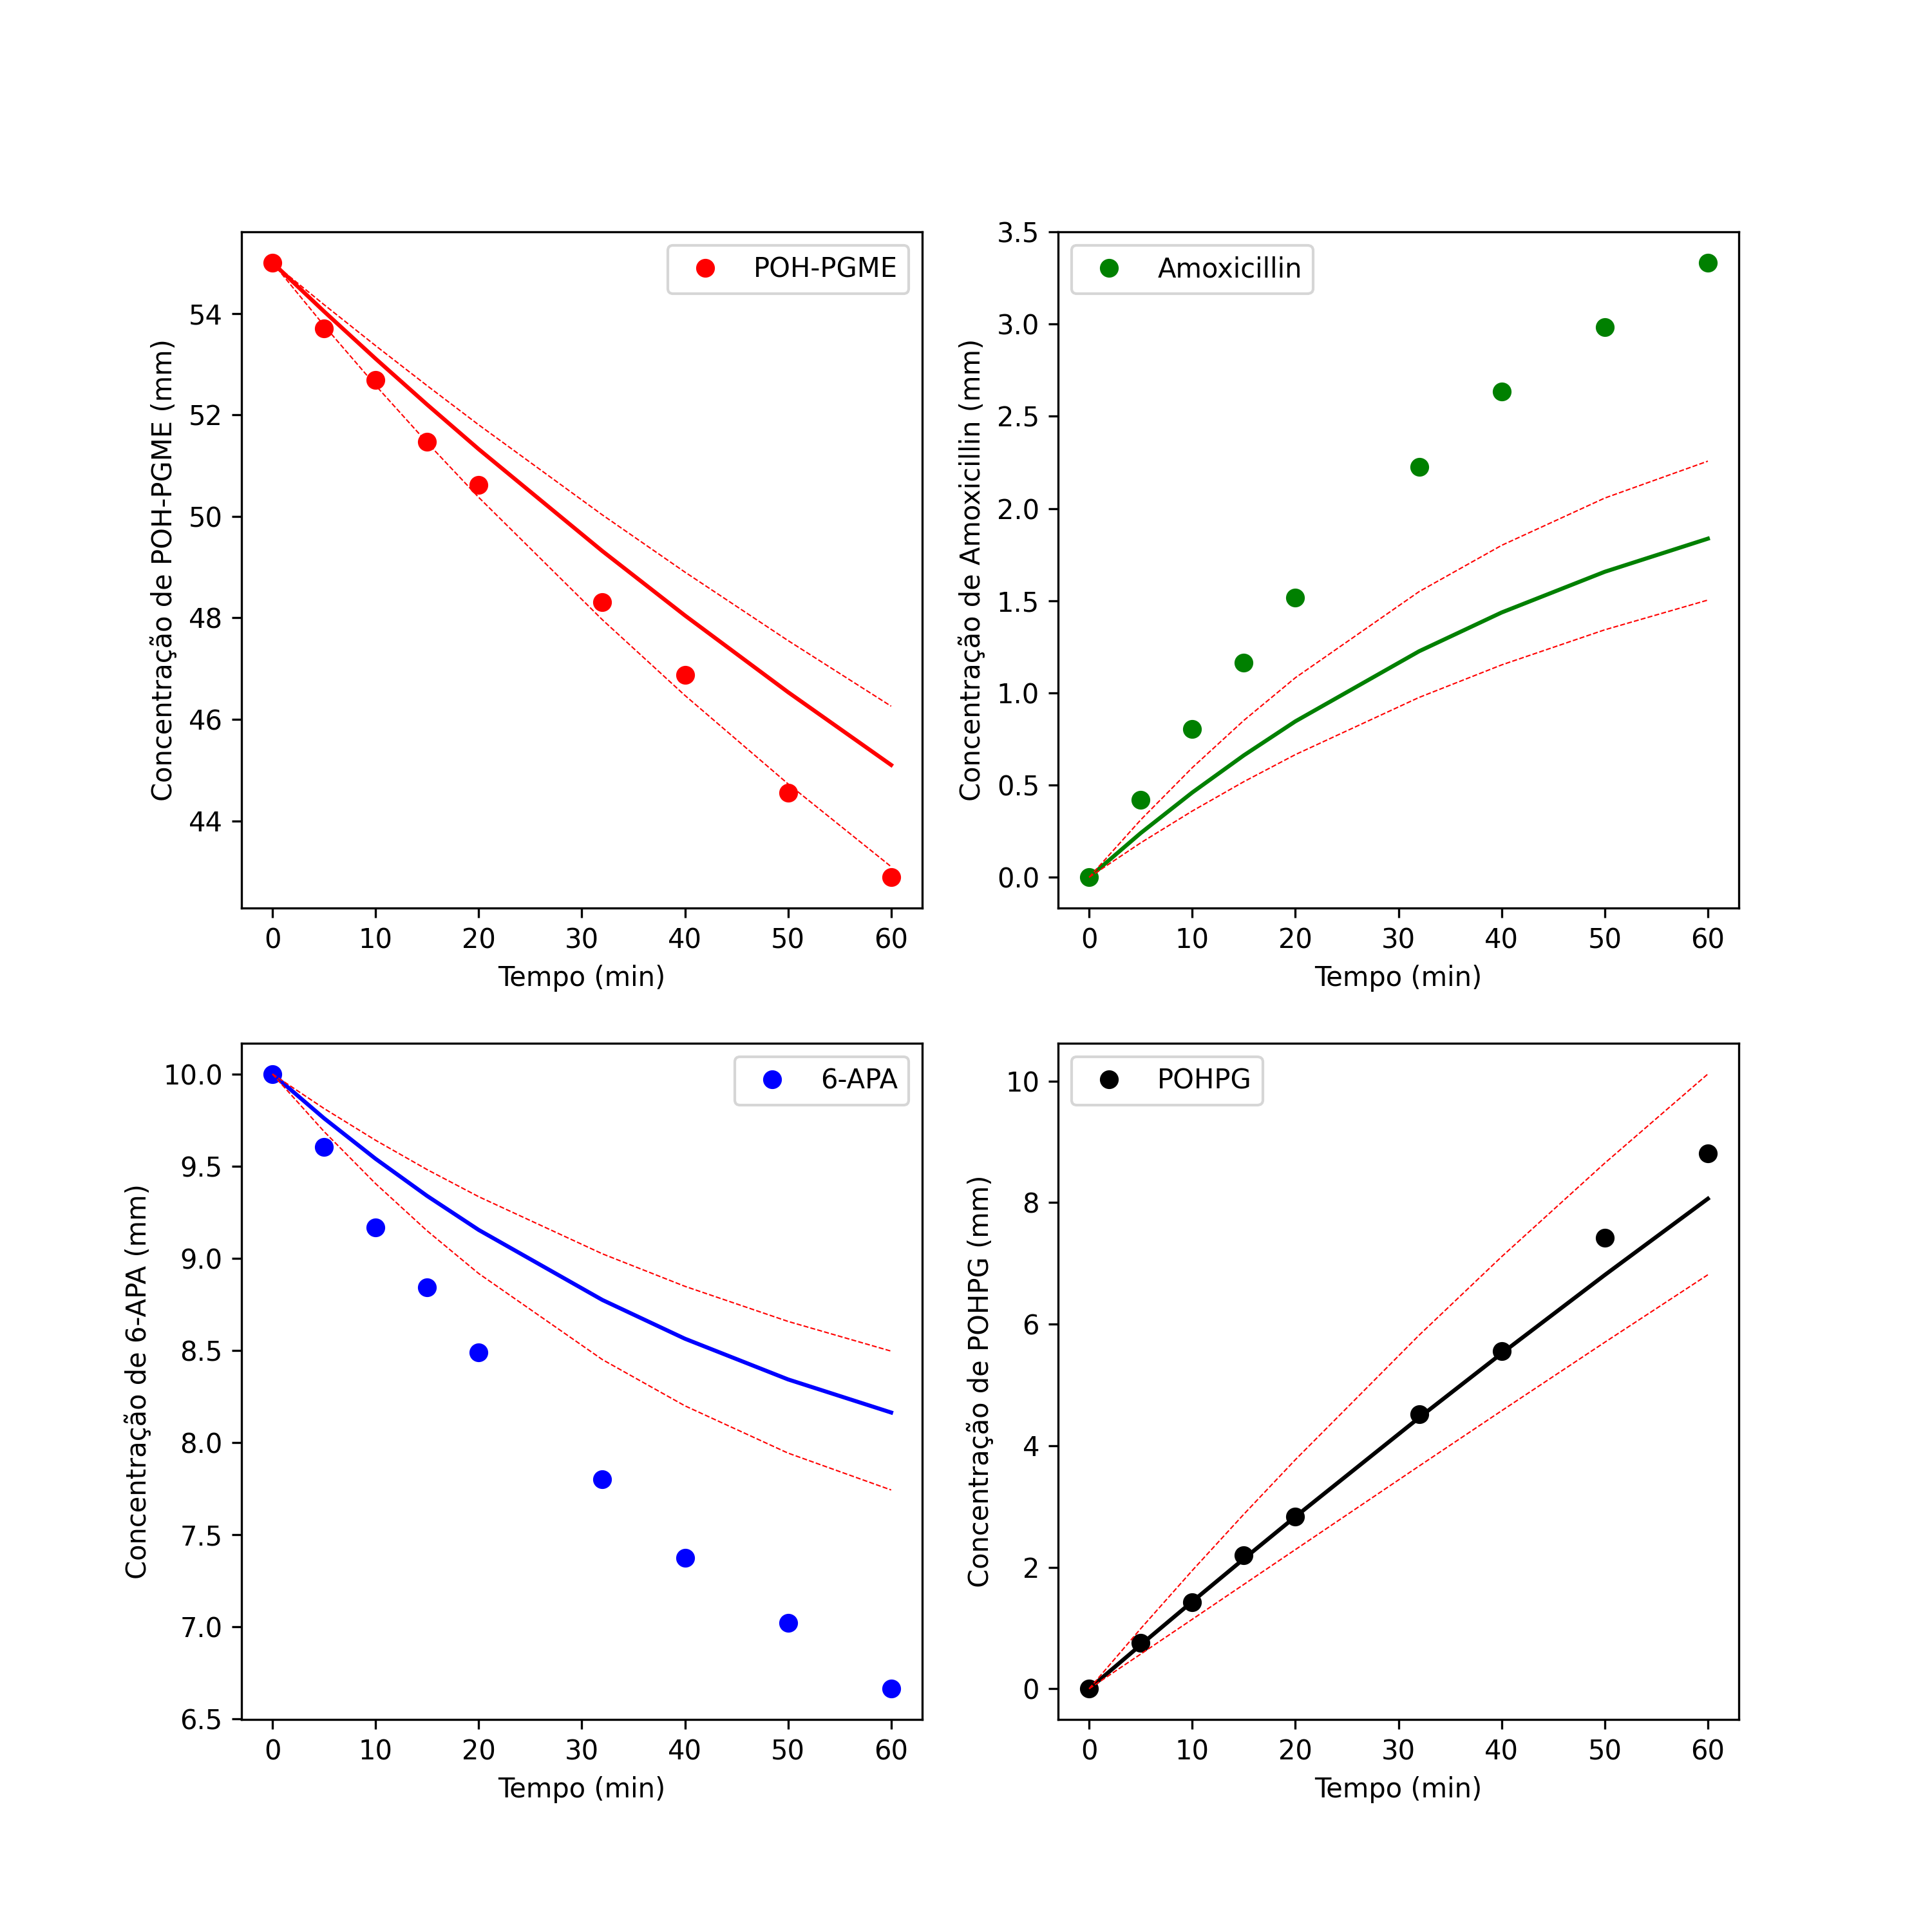 POH-PGME
54
52
50
48
46
44
Concentração de POH-PGME (mm)
0 10 20 30 40 50 60
Tempo (min)
Amoxicillin
3.5
3.0
2.5
2.0
1.5
1.0
0.5
0.0
Concentração de Amoxicillin (mm)
0 10 20 30 40 50 60
Tempo (min)
6-APA
10.0
9.5
9.0
8.5
8.0
7.5
7.0
6.5
Concentração de 6-APA (mm)
0 10 20 30 40 50 60
Tempo (min)
POHPG
10
8
6
4
2
0
Concentração de POHPG (mm)
0 10 20 30 40 50 60
Tempo (min)